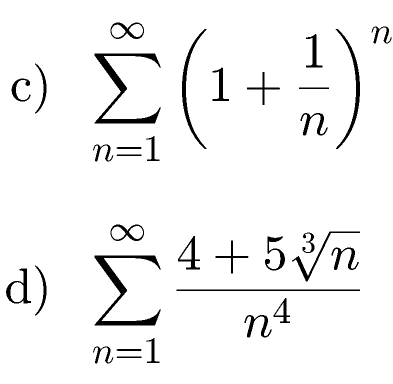 c) $\sum_{n=1}^{\infty} \left(1 + \frac{1}{n}\right)^n$
d) $\sum_{n=1}^{\infty} \frac{4 + 5\sqrt[3]{n}}{n^4}$